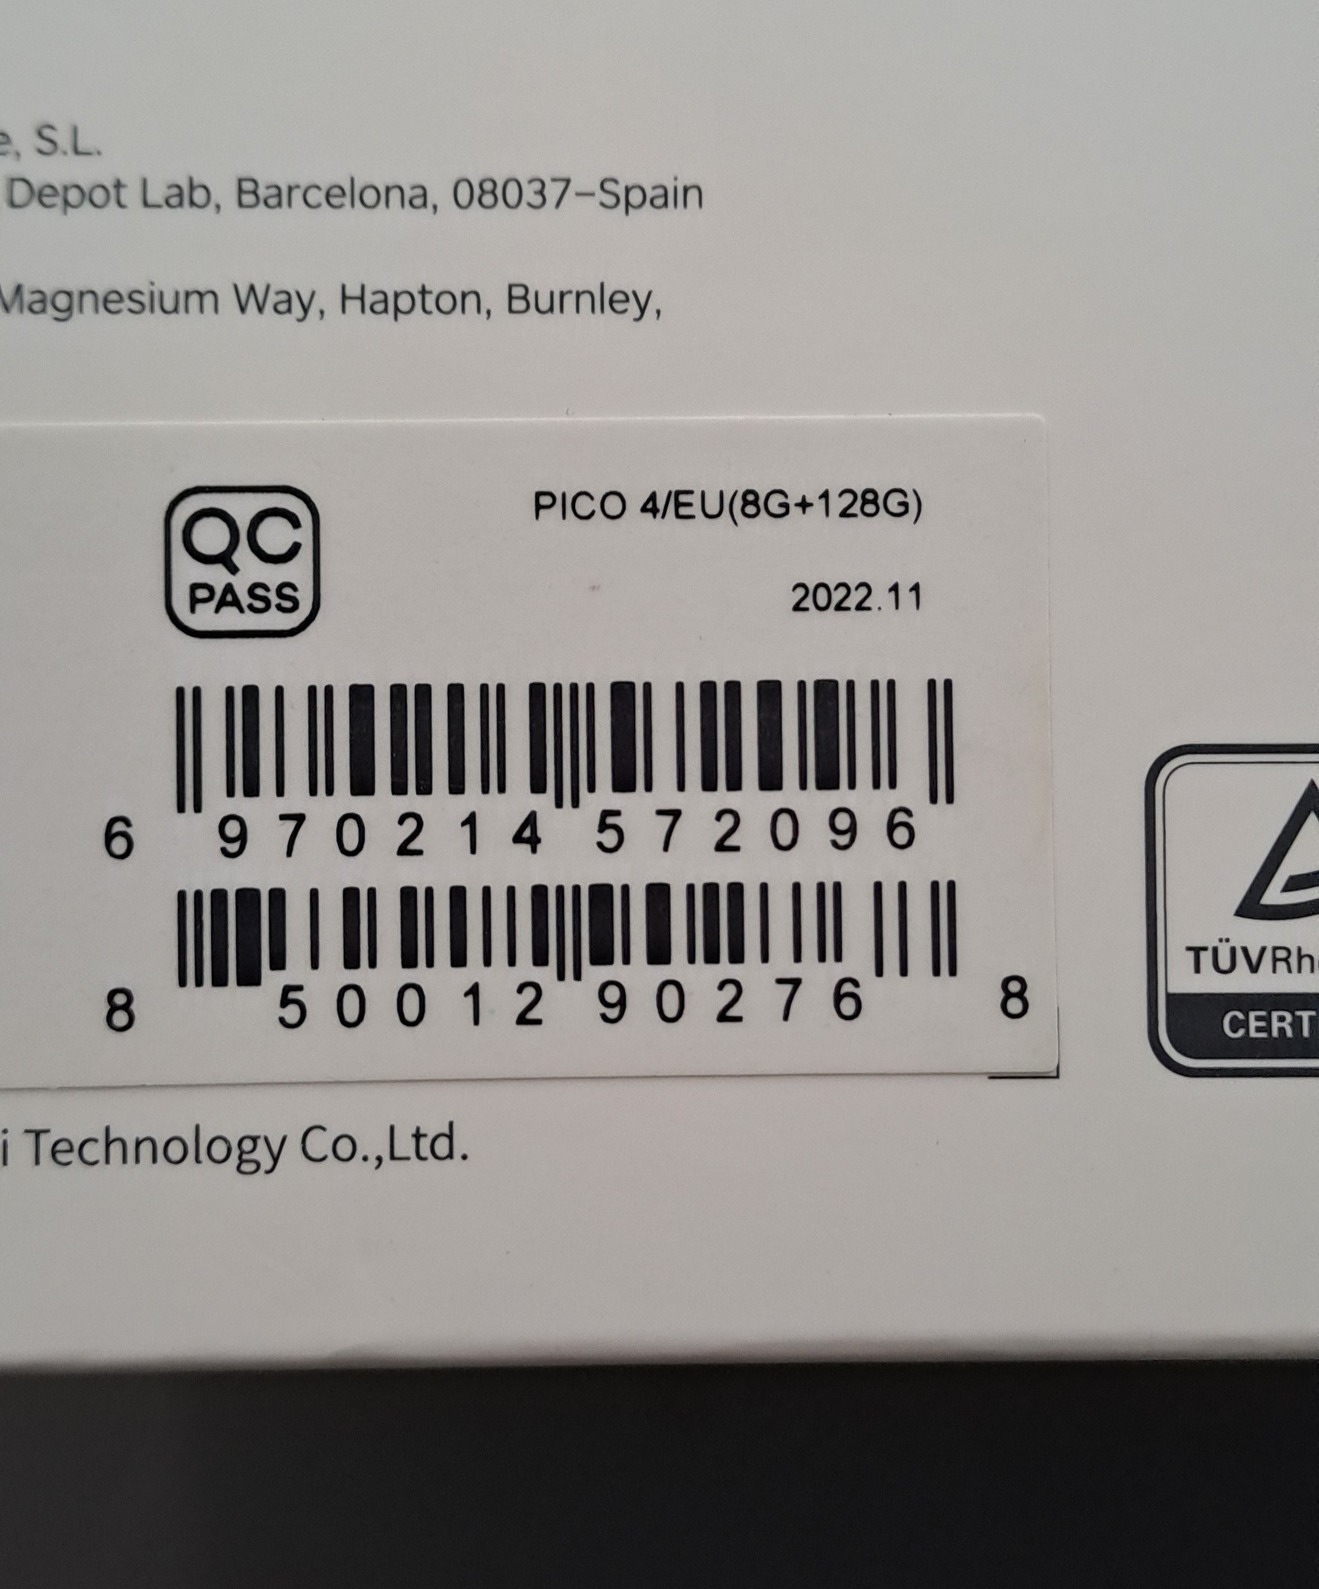 e, S.L.
Depot Lab, Barcelona, 08037–Spain
Magnesium Way, Hapton, Burnley,
QC
PASS
PICO 4/EU(8G+128G)
2022.11
6 970214 572096
8 50012 90276 8
TÜVRh
CERT
i Technology Co.,Ltd.